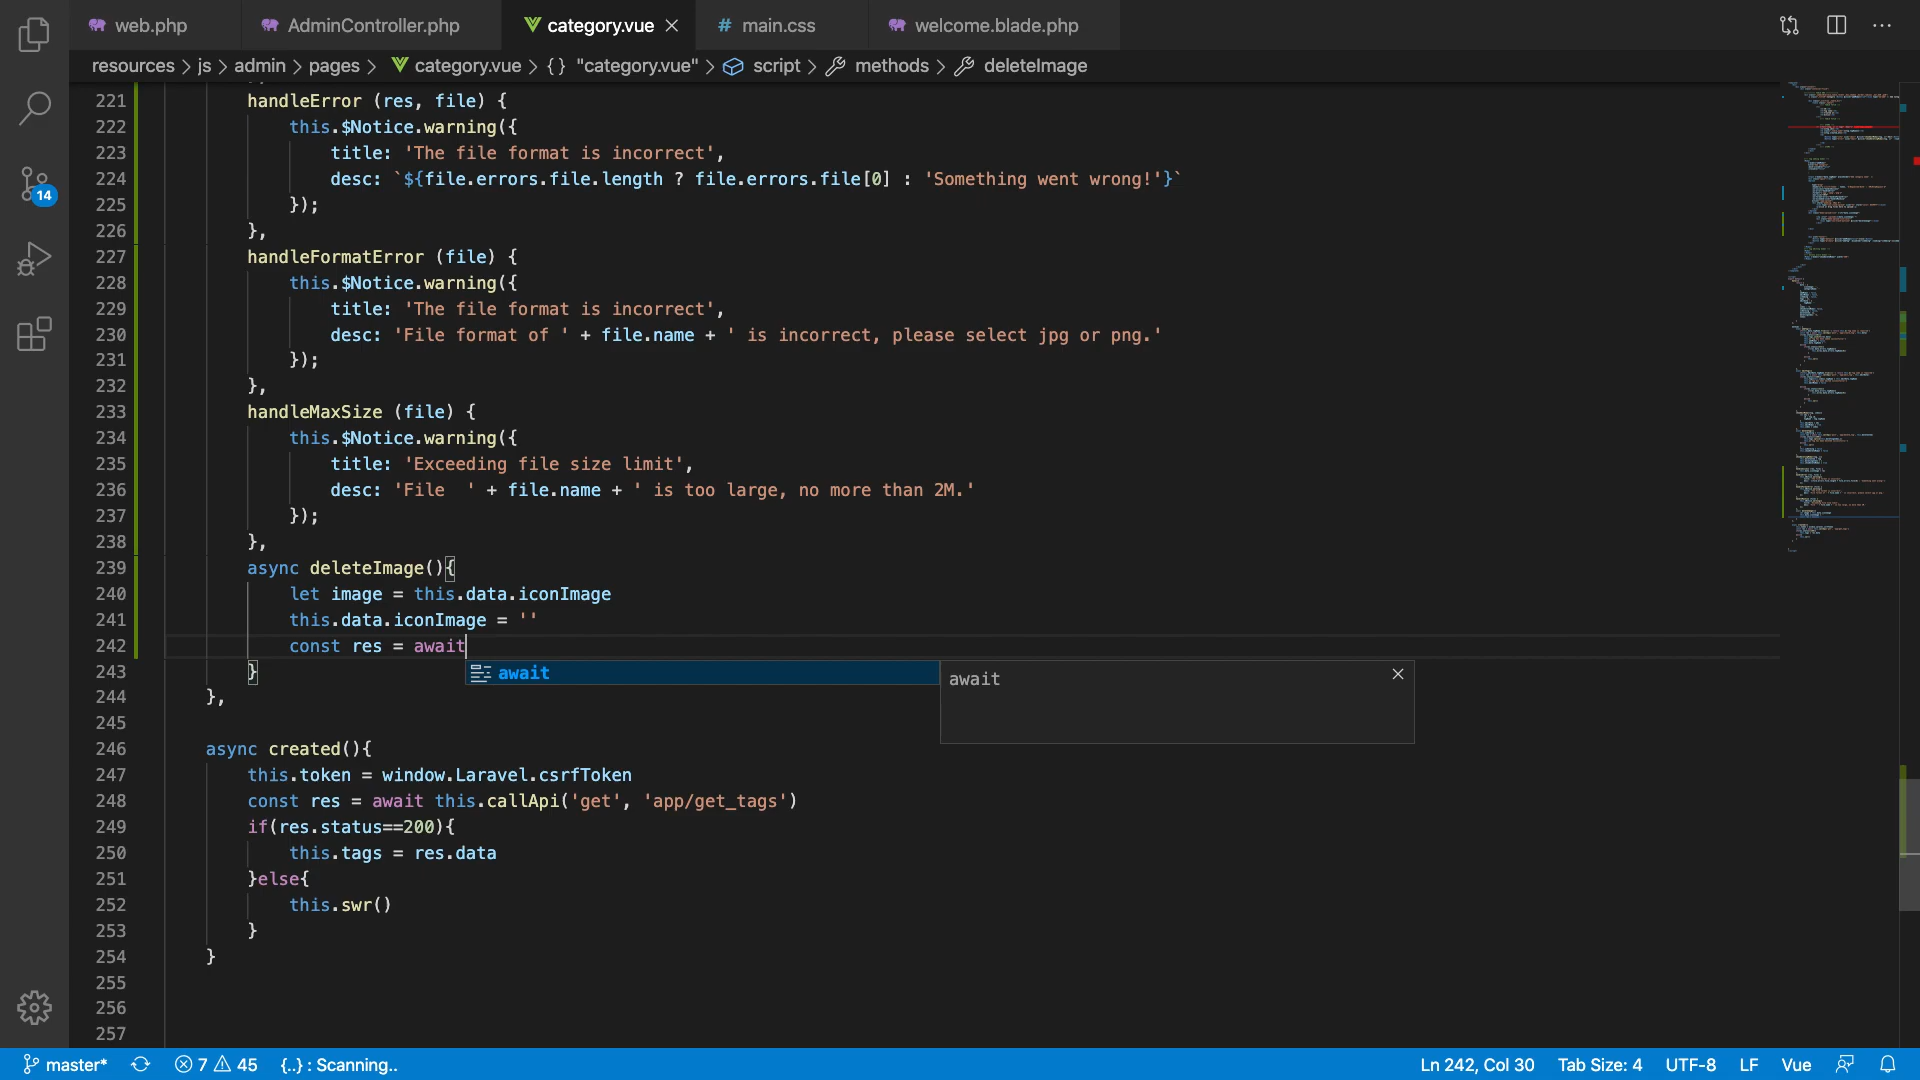 web.php
AdminController.php
category.vue
# main.css
welcome.blade.php
resources > js > admin > pages > category.vue > {} "category.vue" > script > methods > deleteImage
221 handleError (res, file) {
222 this.$Notice.warning({
223 title: 'The file format is incorrect',
224 desc: `${file.errors.file.length ? file.errors.file[0] : 'Something went wrong!'}`
225 });
226 },
227 handleFormatError (file) {
228 this.$Notice.warning({
229 title: 'The file format is incorrect',
230 desc: 'File format of ' + file.name + ' is incorrect, please select jpg or png.'
231 });
232 },
233 handleMaxSize (file) {
234 this.$Notice.warning({
235 title: 'Exceeding file size limit',
236 desc: 'File  ' + file.name + ' is too large, no more than 2M.'
237 });
238 },
239 async deleteImage(){
240 let image = this.data.iconImage
241 this.data.iconImage = ''
242 const res = await
243 }
await
await
244 },
245
246 async created(){
247 this.token = window.Laravel.csrfToken
248 const res = await this.callApi('get', 'app/get_tags')
249 if(res.status==200){
250 this.tags = res.data
251 }else{
252 this.swr()
253 }
254 }
255
256
257
14
master*
7
45
{..} : Scanning..
Ln 242, Col 30
Tab Size: 4
UTF-8
LF
Vue